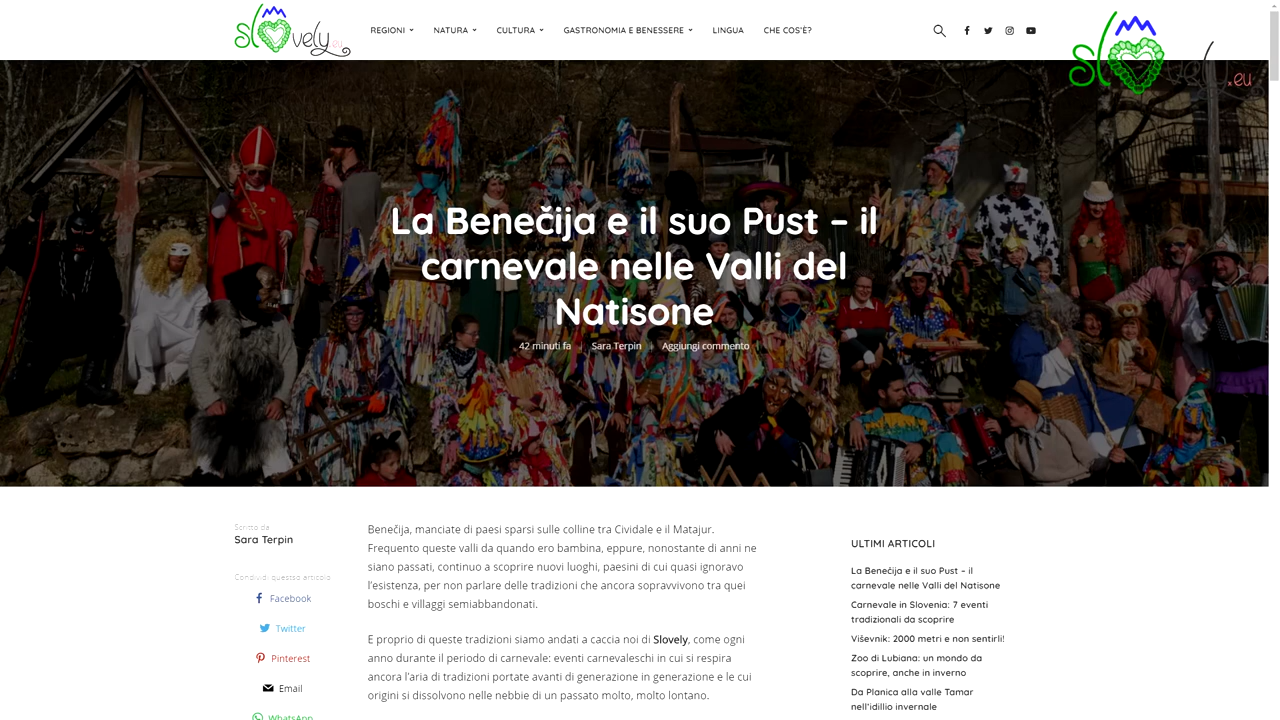 slovely.eu
REGIONI
NATURA
CULTURA
GASTRONOMIA E BENESSERE
LINGUA
CHE COS'È?
sl
.eu
La Benečija e il suo Pust – il
carnevale nelle Valli del
Natisone
42 minuti fa | Sara Terpin | Aggiungi commento |
Scritto da
Sara Terpin
Condividi questso articolo
Facebook
Twitter
Pinterest
Email
WhatsApp
Benečija, manciate di paesi sparsi sulle colline tra Cividale e il Matajur.
Frequento queste valli da quando ero bambina, eppure, nonostante di anni ne
siano passati, continuo a scoprire nuovi luoghi, paesini di cui quasi ignoravo
l'esistenza, per non parlare delle tradizioni che ancora sopravvivono tra quei
boschi e villaggi semiabbandonati.
E proprio di queste tradizioni siamo andati a caccia noi di Slovely, come ogni
anno durante il periodo di carnevale: eventi carnevaleschi in cui si respira
ancora l'aria di tradizioni portate avanti di generazione in generazione e le cui
origini si dissolvono nelle nebbie di un passato molto, molto lontano.
ULTIMI ARTICOLI
La Benečija e il suo Pust – il
carnevale nelle Valli del Natisone
Carnevale in Slovenia: 7 eventi
tradizionali da scoprire
Viševnik: 2000 metri e non sentirli!
Zoo di Lubiana: un mondo da
scoprire, anche in inverno
Da Planica alla valle Tamar
nell'idillio invernale